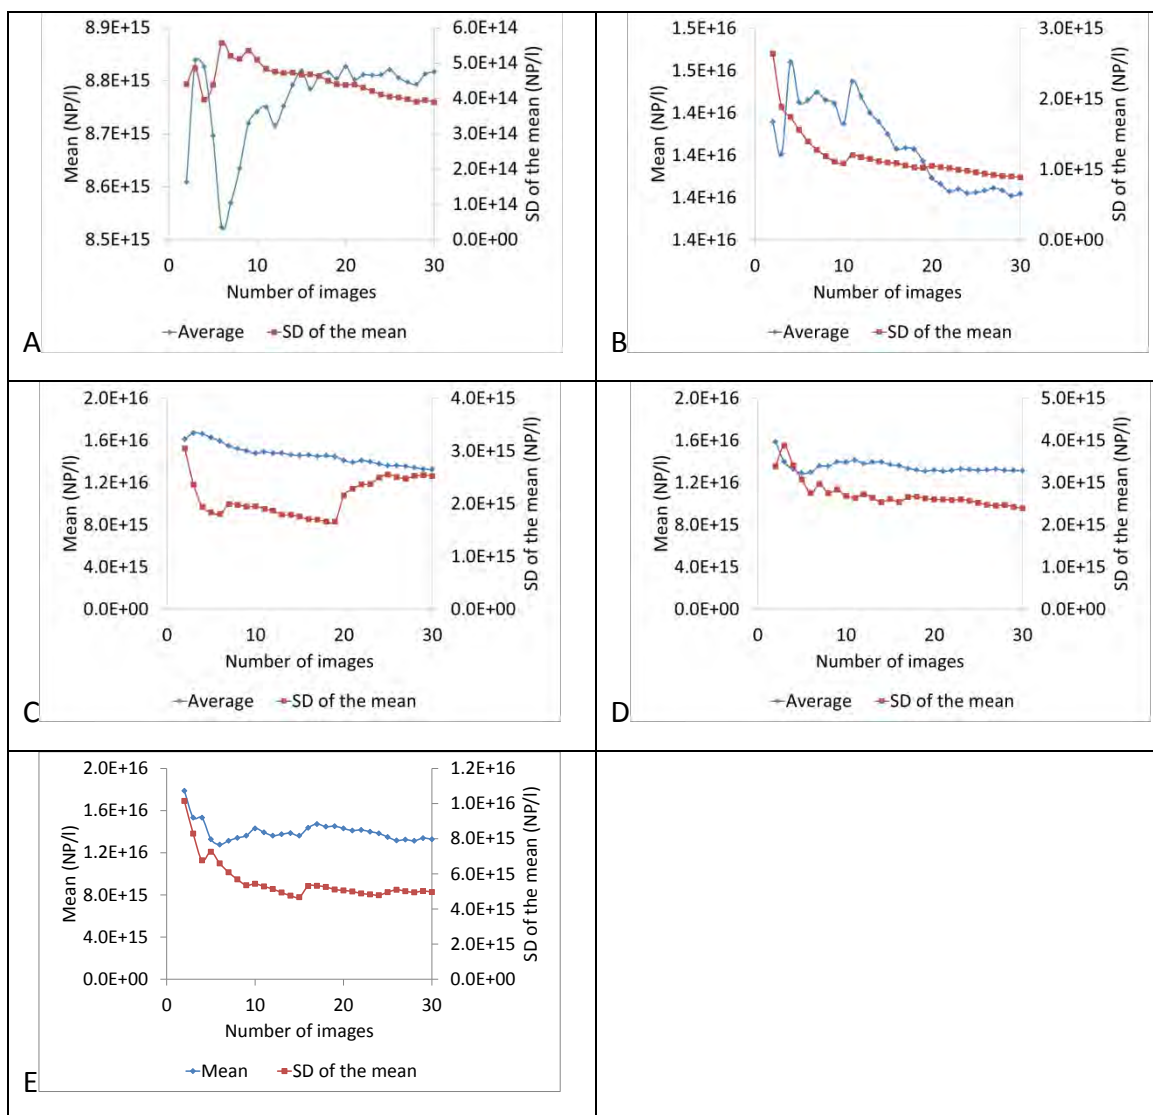 8.9E+15
8.8E+15
8.7E+15
8.6E+15
8.5E+15
Mean (NP/l)
6.0E+14
5.0E+14
4.0E+14
3.0E+14
2.0E+14
1.0E+14
0.0E+00
SD of the mean (NP/l)
0 10 20 30
Number of images
Average SD of the mean
A
1.5E+16
1.5E+16
1.4E+16
1.4E+16
1.4E+16
1.4E+16
Mean (NP/l)
3.0E+15
2.0E+15
1.0E+15
0.0E+00
SD of the mean (NP/l)
0 10 20 30
Number of images
Average SD of the mean
B
2.0E+16
1.6E+16
1.2E+16
8.0E+15
4.0E+15
0.0E+00
Mean (NP/l)
4.0E+15
3.0E+15
2.0E+15
1.0E+15
0.0E+00
SD of the mean (NP/l)
0 10 20 30
Number of images
Average SD of the mean
C
2.0E+16
1.6E+16
1.2E+16
8.0E+15
4.0E+15
0.0E+00
Mean (NP/l)
5.0E+15
4.0E+15
3.0E+15
2.0E+15
1.0E+15
0.0E+00
SD of the mean (NP/l)
0 10 20 30
Number of images
Average SD of the mean
D
2.0E+16
1.6E+16
1.2E+16
8.0E+15
4.0E+15
0.0E+00
Mean (NP/l)
1.2E+16
1.0E+16
8.0E+15
6.0E+15
4.0E+15
2.0E+15
0.0E+00
SD of the mean (NP/l)
0 10 20 30
Number of images
Mean SD of the mean
E